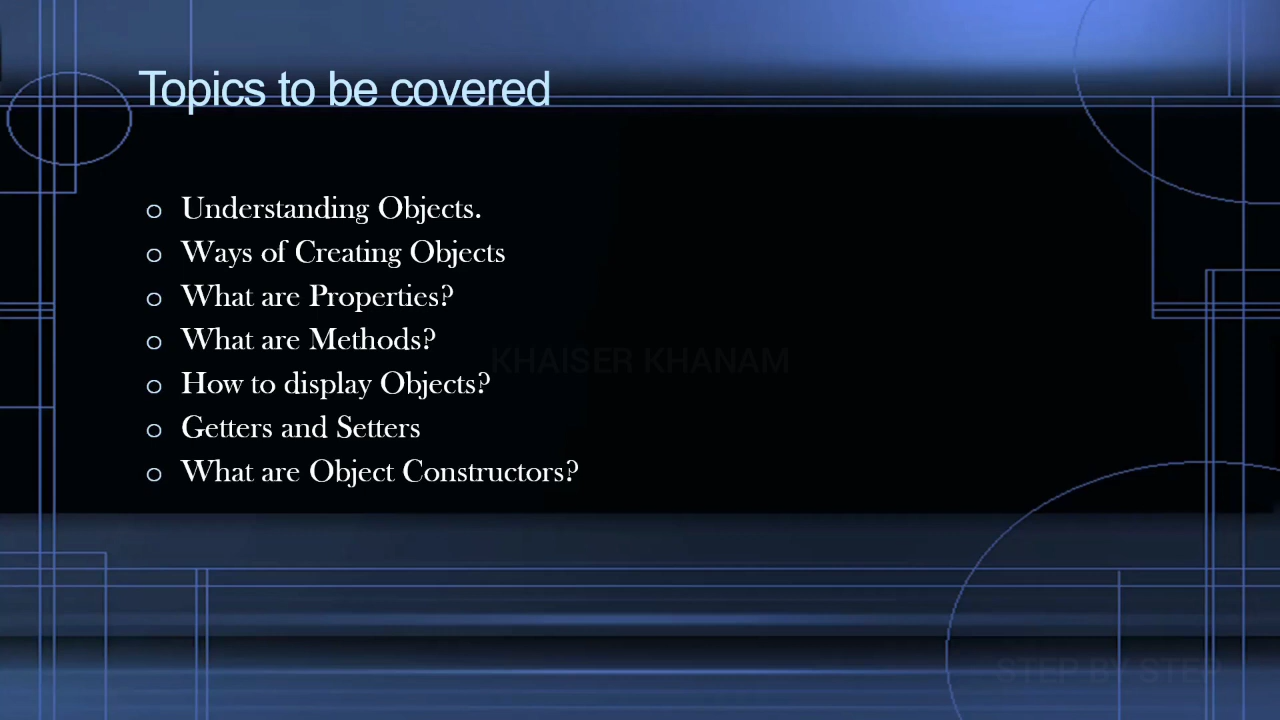 Topics to be covered
o Understanding Objects.
o Ways of Creating Objects
o What are Properties?
o What are Methods?
KHAISER KHANAM
o How to display Objects?
o Getters and Setters
o What are Object Constructors?
STEP BY STEP